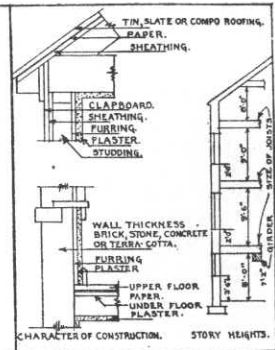 TIN, SLATE OR COMPO ROOFING.
PAPER.
SHEATHING.
CLAPBOARD.
SHEATHING.
FURRING.
PLASTER.
STUDDING.
WALL THICKNESS
BRICK, STONE, CONCRETE
OR TERRA-COTTA.
FURRING
PLASTER
UPPER FLOOR
PAPER.
UNDER FLOOR
PLASTER.
CHARACTER OF CONSTRUCTION.
SIZE OF JOISTS
GIRDER
STORY HEIGHTS.